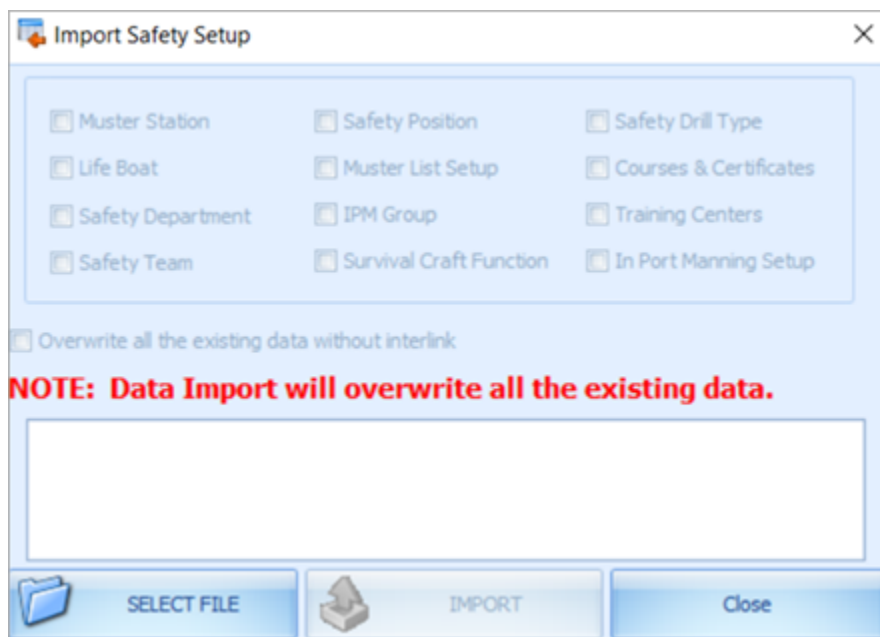 Import Safety Setup
Muster Station
Safety Position
Safety Drill Type
Life Boat
Muster List Setup
Courses & Certificates
Safety Department
IPM Group
Training Centers
Safety Team
Survival Craft Function
In Port Manning Setup
Overwrite all the existing data without interlink
NOTE: Data Import will overwrite all the existing data.
SELECT FILE
IMPORT
Close